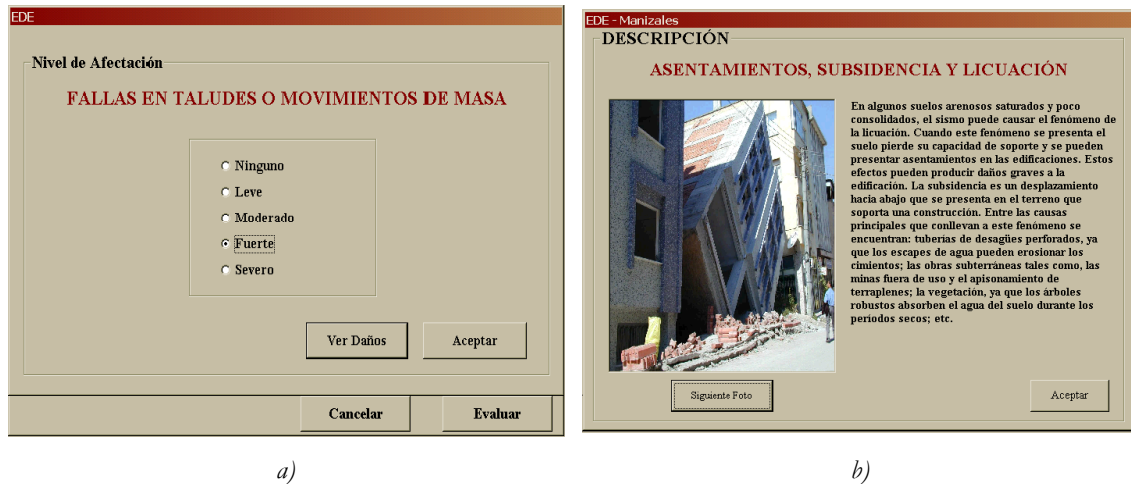 EDE
Nivel de Afectación
FALLAS EN TALUDES O MOVIMIENTOS DE MASA
Ninguno
Leve
Moderado
Fuerte
Severo
Ver Daños
Aceptar
Cancelar
Evaluar
a)
EDE - Manizales
DESCRIPCIÓN
ASENTAMIENTOS, SUBSIDENCIA Y LICUACIÓN
En algunos suelos arenosos saturados y poco
consolidados, el sismo puede causar el fenómeno de
la licuación. Cuando este fenómeno se presenta el
suelo pierde su capacidad de soporte y se pueden
presentar asentamientos en las edificaciones. Estos
efectos pueden producir daños graves a la
edificación. La subsidencia es un desplazamiento
hacia abajo que se presenta en el terreno que
soporta una construcción. Entre las causas
principales que conllevan a este fenómeno se
encuentran: tuberías de desagües perforados, ya
que los escapes de agua pueden erosionar los
cimientos; las obras subterráneas tales como, las
minas fuera de uso y el apisonamiento de
terraplenes; la vegetación, ya que los árboles
robustos absorben el agua del suelo durante los
períodos secos; etc.
Siguiente Foto
Aceptar
b)